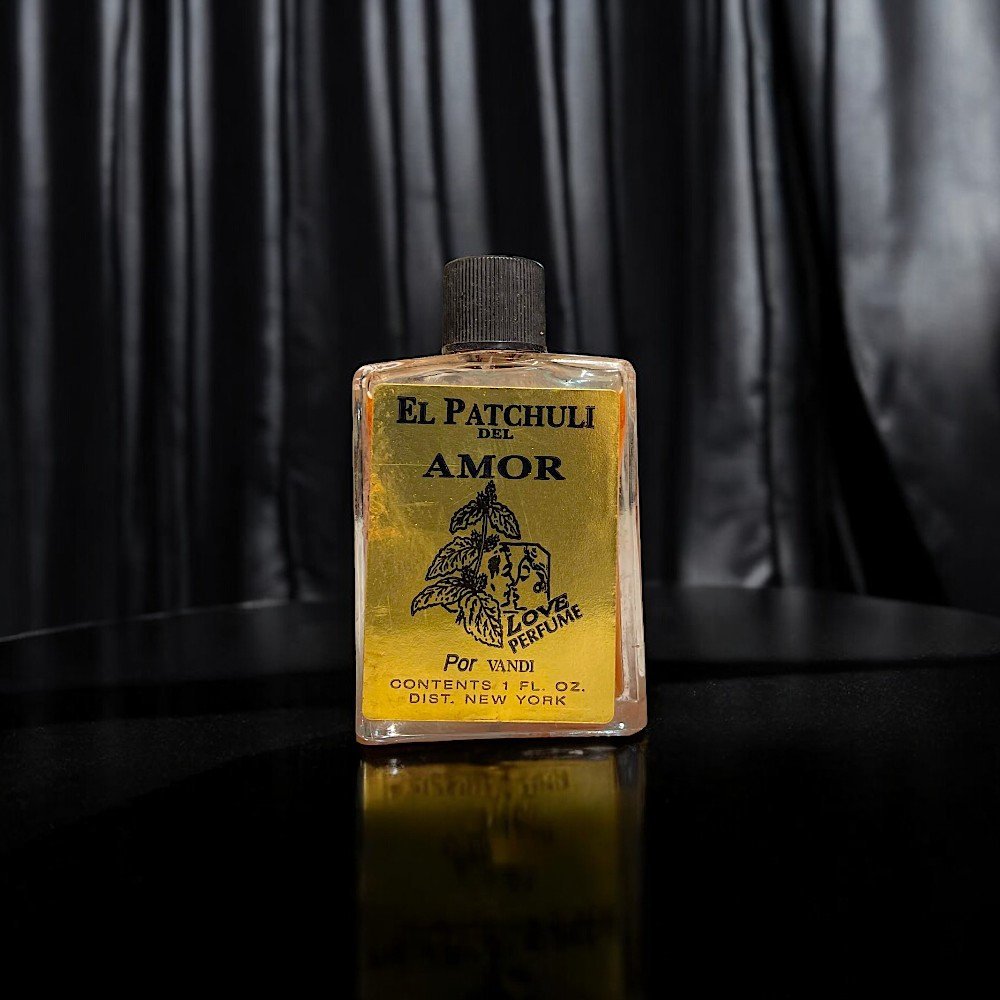 EL PATCHULI
DEL
AMOR
LOVE
PERFUME
Por VANDI
CONTENTS 1 FL. OZ.
DIST. NEW YORK